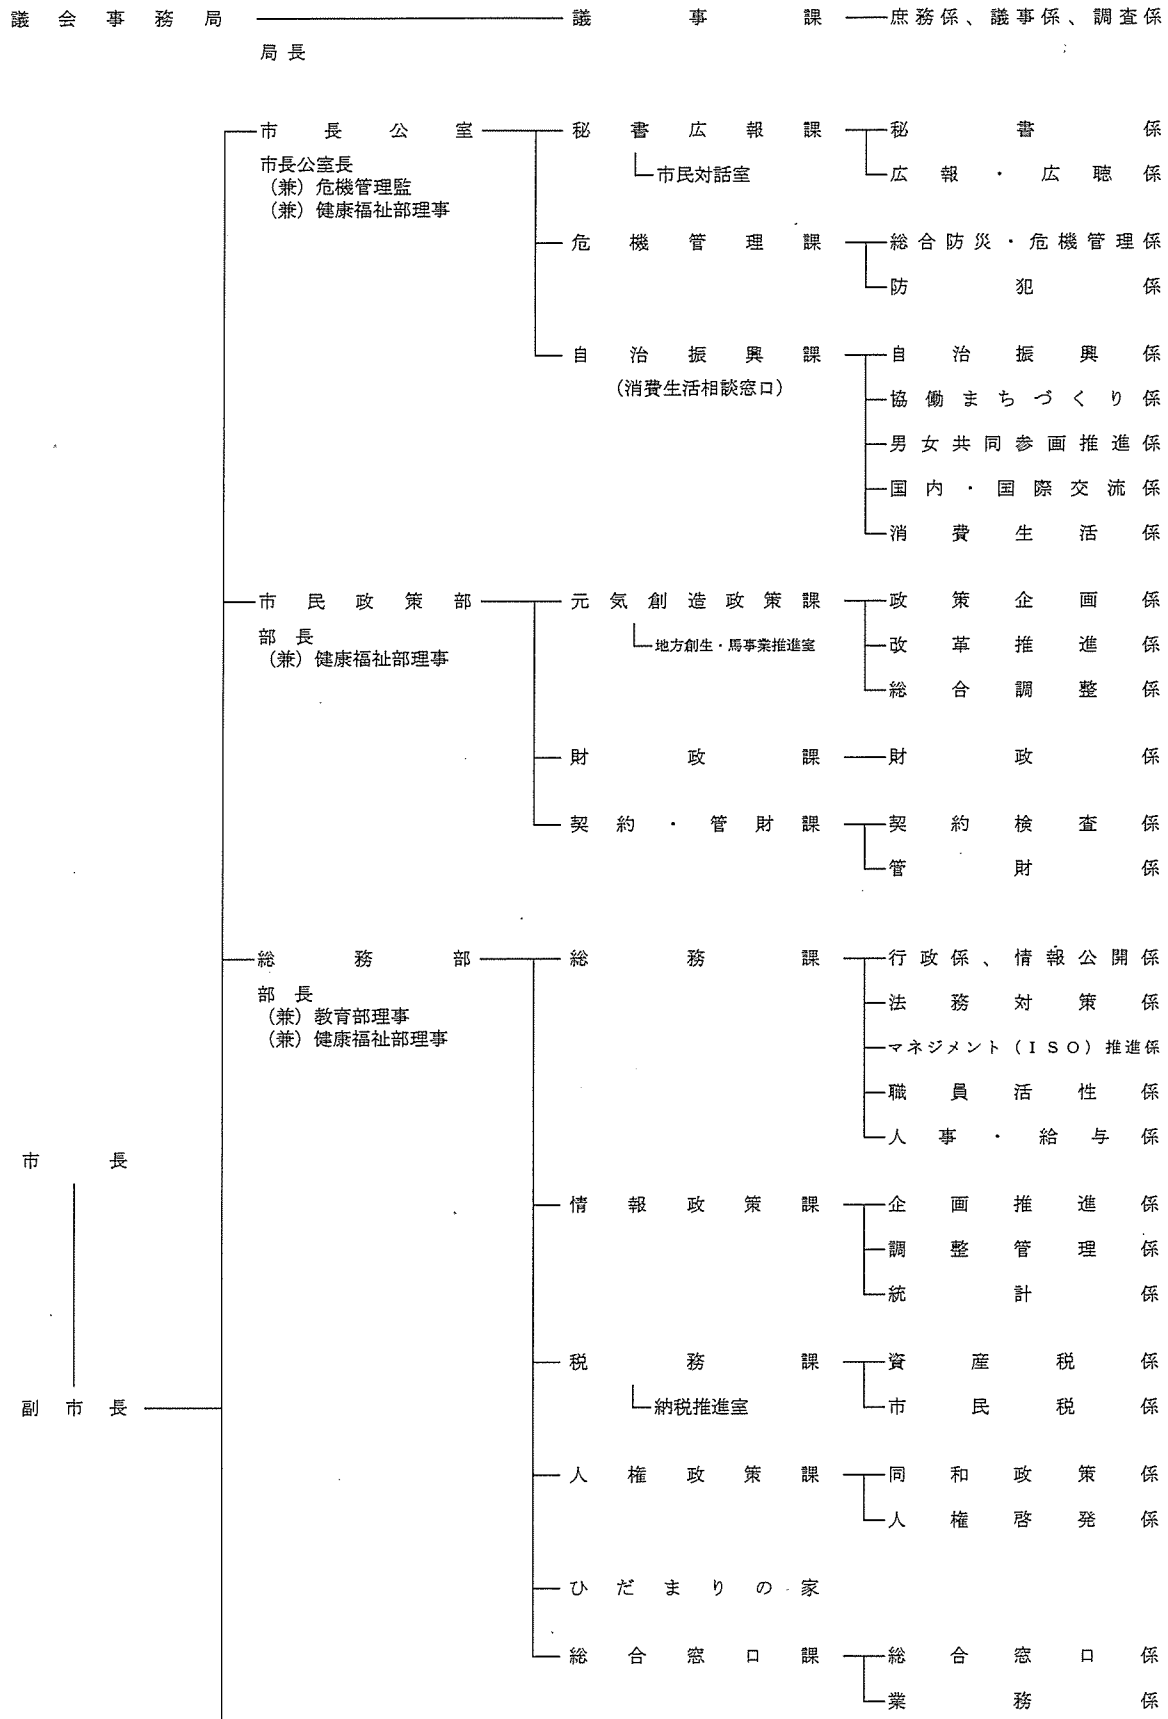 議会事務局 議事課 庶務係、議事係、調査係
局長
市長公室 秘書広報課 秘書係
市長公室長
（兼）危機管理監
（兼）健康福祉部理事
市民対話室 広報・広聴係
危機管理課 総合防災・危機管理係
防犯係
自治振興課 自治振興係
（消費生活相談窓口）
協働まちづくり係
男女共同参画推進係
国内・国際交流係
消費生活係
市民政策部 元気創造政策課 政策企画係
部長
（兼）健康福祉部理事
地方創生・馬事業推進室 改革推進係
総合調整係
財政課 財政係
契約・管財課 契約検査係
管財係
総務部 総務課 行政係、情報公開係
部長
（兼）教育部理事
（兼）健康福祉部理事
法務対策係
マネジメント（ＩＳＯ）推進係
職員活性係
人事・給与係
市長
情報政策課 企画推進係
調整管理係
統計係
税務課 資産税係
副市長 納税推進室 市民税係
人権政策課 同和政策係
人権啓発係
ひだまりの家
総合窓口課 総合窓口係
業務係